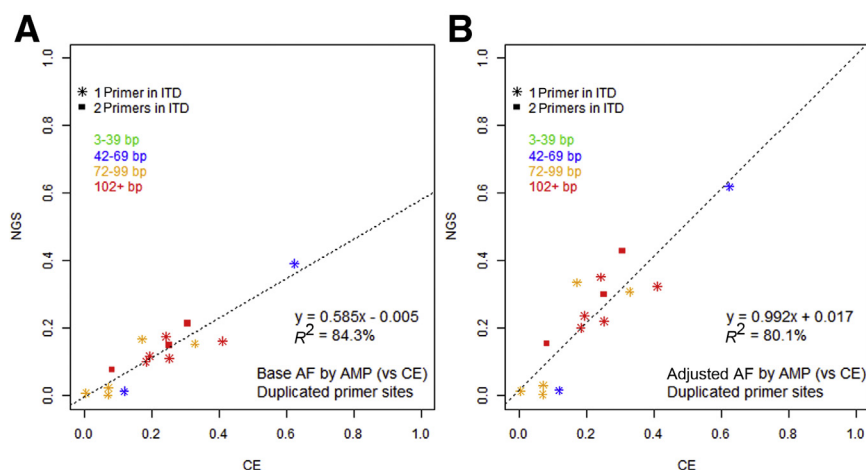 A
1.0
0.8
0.6
0.4
0.2
0.0
NGS
✳ 1 Primer in ITD
■ 2 Primers in ITD
3-39 bp
42-69 bp
72-99 bp
102+ bp
y = 0.585x - 0.005
R² = 84.3%
Base AF by AMP (vs CE)
Duplicated primer sites
0.0 0.2 0.4 0.6 0.8 1.0
CE
B
1.0
0.8
0.6
0.4
0.2
0.0
NGS
✳ 1 Primer in ITD
■ 2 Primers in ITD
3-39 bp
42-69 bp
72-99 bp
102+ bp
y = 0.992x + 0.017
R² = 80.1%
Adjusted AF by AMP (vs CE)
Duplicated primer sites
0.0 0.2 0.4 0.6 0.8 1.0
CE